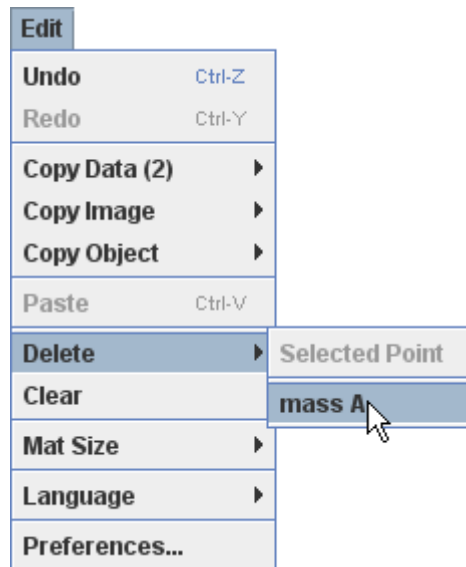 Edit
Undo Ctrl-Z
Redo Ctrl-Y
Copy Data (2)
Copy Image
Copy Object
Paste Ctrl-V
Delete
Selected Point
Clear
mass A
Mat Size
Language
Preferences...